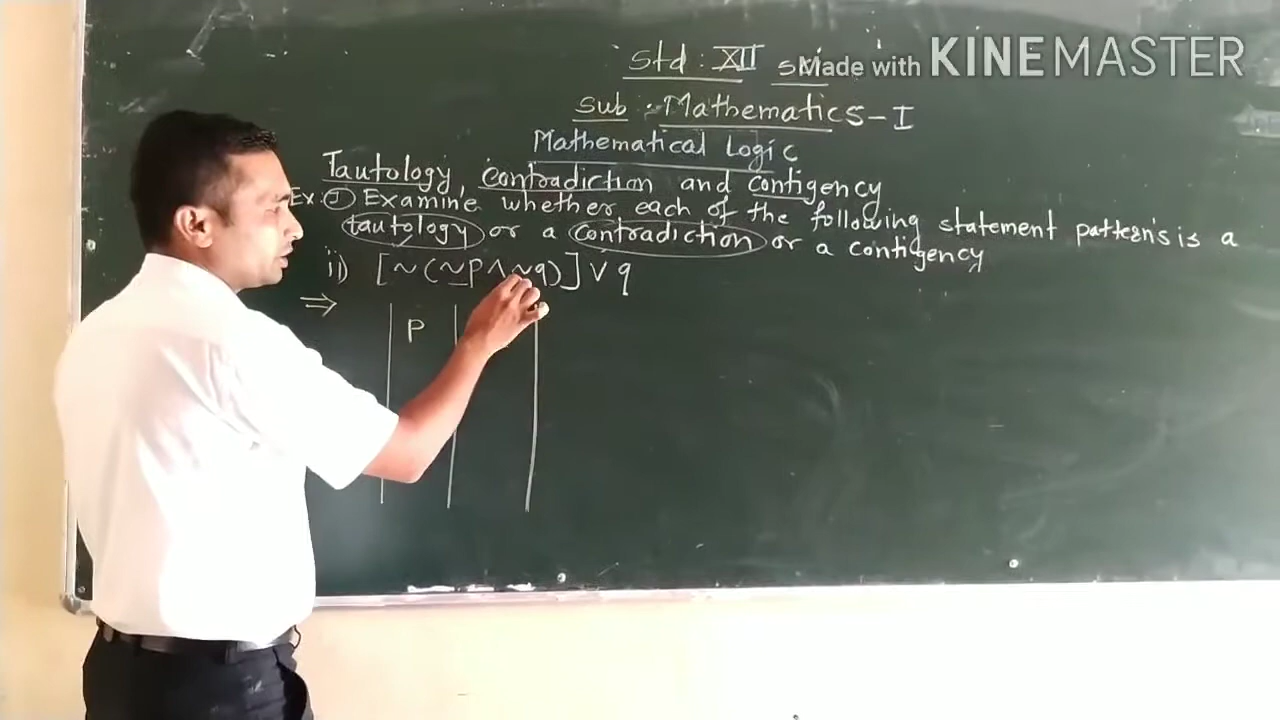 Std : XII
Made with KINEMASTER
Sub : Mathematics-I
Mathematical Logic
Tautology, Contradiction and Contigency
Ex. ① Examine whether each of the following statement pattern's is a
tautology or a contradiction or a contigency
ii) [~(~p∧~q)]∨q
⇒
P